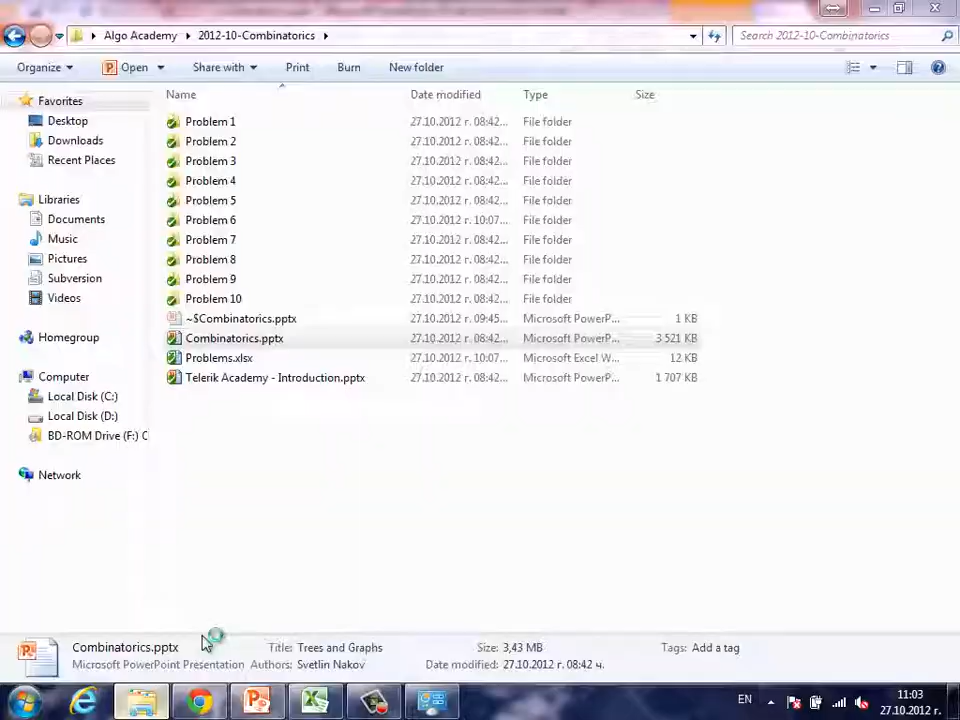 Algo Academy 2012-10-Combinatorics Search 2012-10-Combinatorics
Organize Open Share with Print Burn New folder
Name Date modified Type Size
Favorites
Desktop
Downloads
Recent Places
Libraries
Documents
Music
Pictures
Subversion
Videos
Homegroup
Computer
Local Disk (C:)
Local Disk (D:)
BD-ROM Drive (F:) C
Network
Problem 1 27.10.2012 г. 08:42... File folder
Problem 2 27.10.2012 г. 08:42... File folder
Problem 3 27.10.2012 г. 08:42... File folder
Problem 4 27.10.2012 г. 08:42... File folder
Problem 5 27.10.2012 г. 08:42... File folder
Problem 6 27.10.2012 г. 10:07... File folder
Problem 7 27.10.2012 г. 08:42... File folder
Problem 8 27.10.2012 г. 08:42... File folder
Problem 9 27.10.2012 г. 08:42... File folder
Problem 10 27.10.2012 г. 08:42... File folder
~$Combinatorics.pptx 27.10.2012 г. 09:45... Microsoft PowerP... 1 KB
Combinatorics.pptx 27.10.2012 г. 08:42... Microsoft PowerP... 3 521 KB
Problems.xlsx 27.10.2012 г. 10:07... Microsoft Excel W... 12 KB
Telerik Academy - Introduction.pptx 27.10.2012 г. 08:42... Microsoft PowerP... 1 707 KB
Combinatorics.pptx Title: Trees and Graphs Size: 3,43 MB Tags: Add a tag
Microsoft PowerPoint Presentation Authors: Svetlin Nakov Date modified: 27.10.2012 г. 08:42 ч.
EN 11:03
27.10.2012 г.